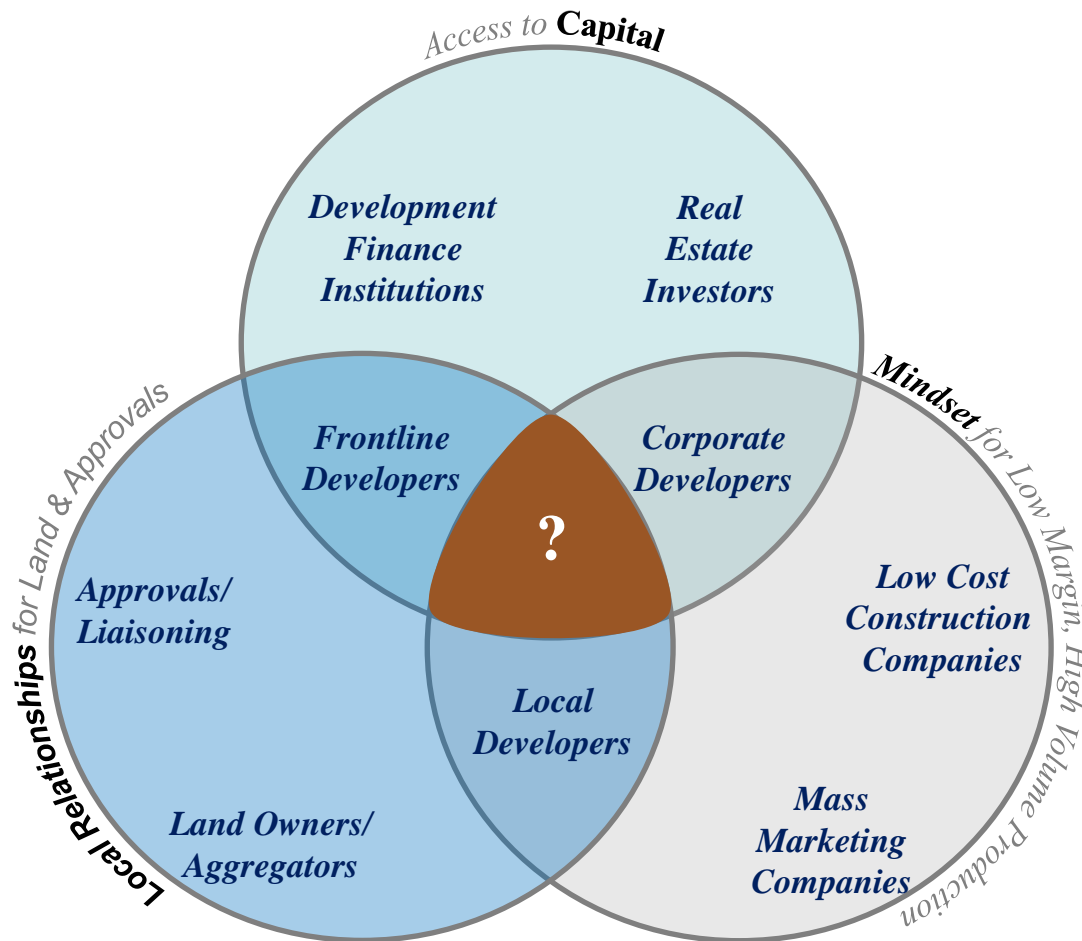 Access to Capital
Development
Finance
Institutions
Real
Estate
Investors
Mindset for Low Margin, High Volume Production
Local Relationships for Land & Approvals
Frontline
Developers
Corporate
Developers
?
Approvals/
Liaisoning
Low Cost
Construction
Companies
Local
Developers
Land Owners/
Aggregators
Mass
Marketing
Companies